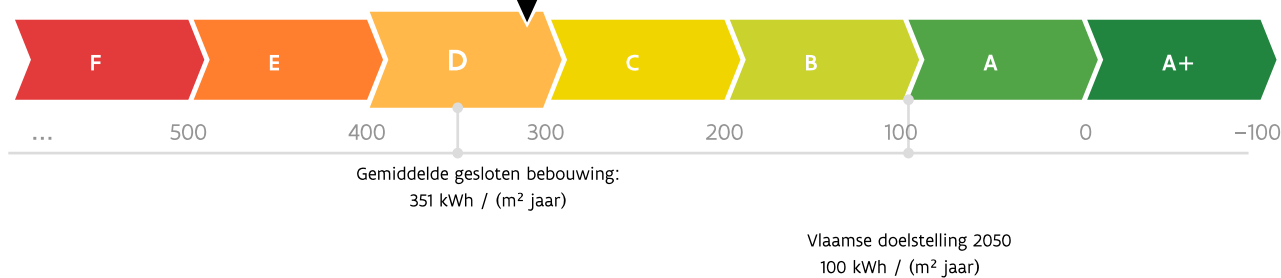 F E D C B A A+
... 500 400 300 200 100 0 −100
Gemiddelde gesloten bebouwing:
351 kWh / (m² jaar)
Vlaamse doelstelling 2050
100 kWh / (m² jaar)